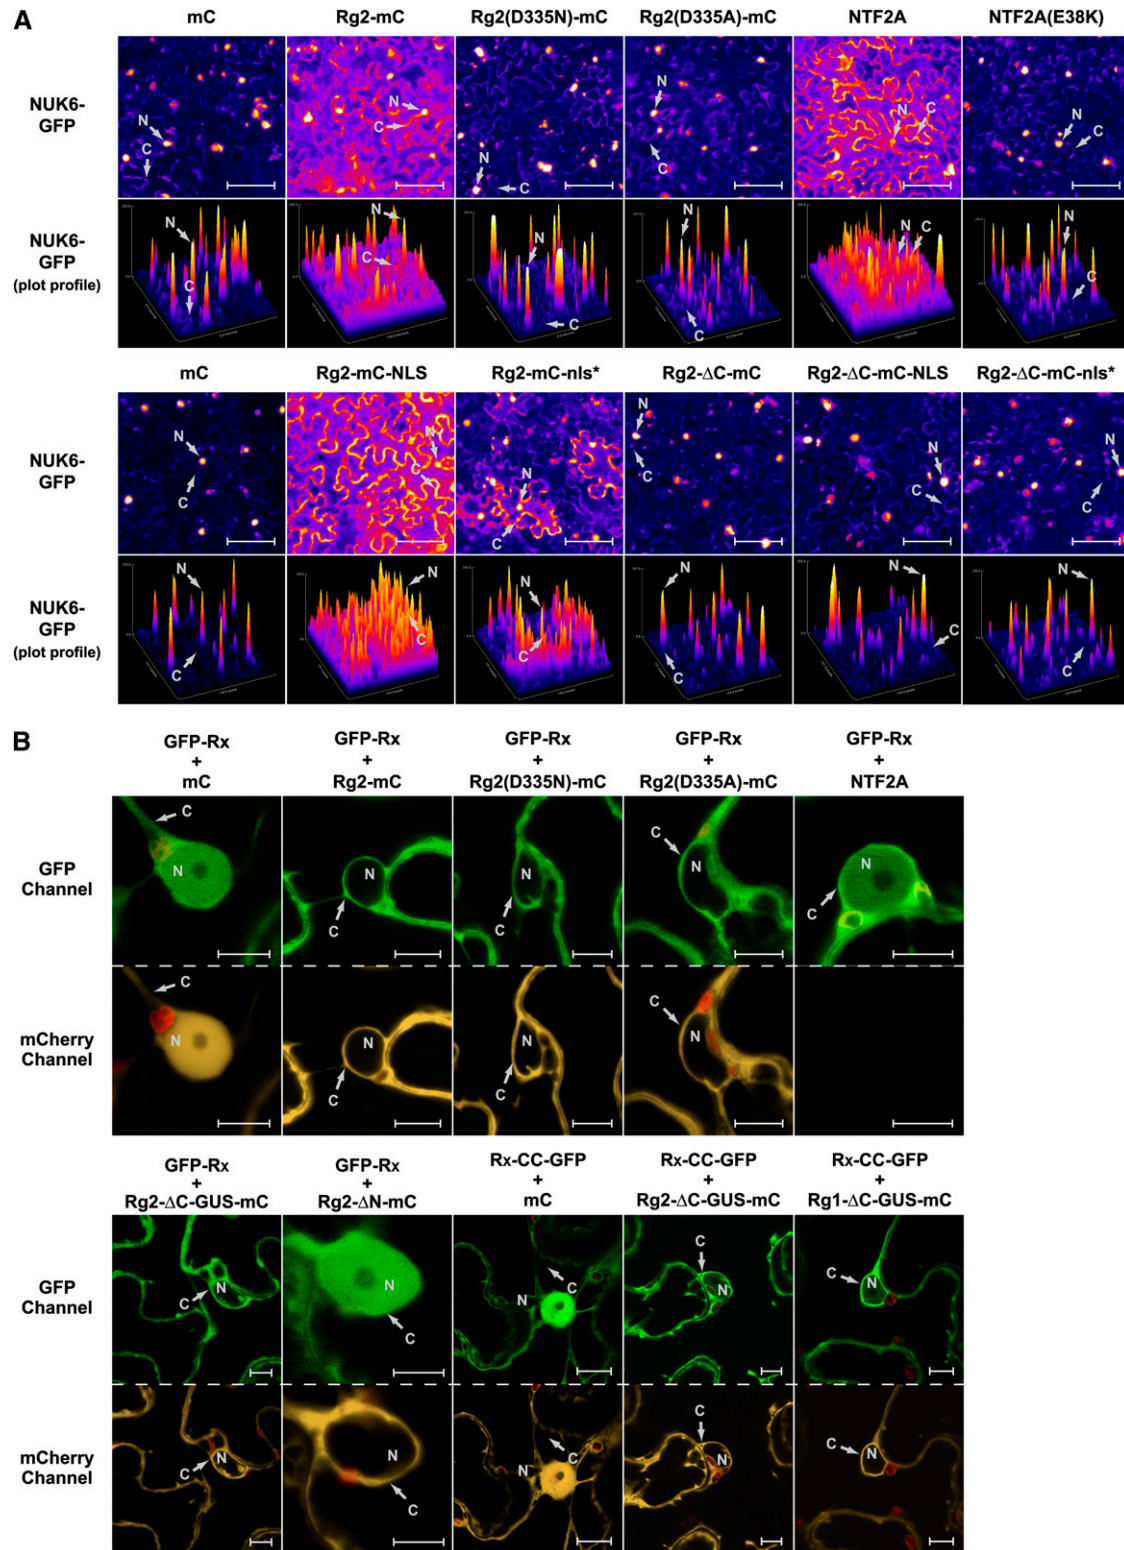 A
mC Rg2-mC Rg2(D335N)-mC Rg2(D335A)-mC NTF2A NTF2A(E38K)
NUK6-
GFP
N C N C N C N C N C N C
NUK6-
GFP
(plot profile)
N C N C N C N C N C N C
mC Rg2-mC-NLS Rg2-mC-nls* Rg2-ΔC-mC Rg2-ΔC-mC-NLS Rg2-ΔC-mC-nls*
NUK6-
GFP
N C N C N C N C N C N C
NUK6-
GFP
(plot profile)
N C N C N C N C N C N C
B
GFP-Rx GFP-Rx GFP-Rx GFP-Rx GFP-Rx
+ + + + +
mC Rg2-mC Rg2(D335N)-mC Rg2(D335A)-mC NTF2A
GFP
Channel
C N N C N C C N N C
mCherry
Channel
C N N C N C C N
GFP-Rx GFP-Rx Rx-CC-GFP Rx-CC-GFP Rx-CC-GFP
+ + + + +
Rg2-ΔC-GUS-mC Rg2-ΔN-mC mC Rg2-ΔC-GUS-mC Rg1-ΔC-GUS-mC
GFP
Channel
C N N C N C C N C N
mCherry
Channel
C N N C N C C N C N